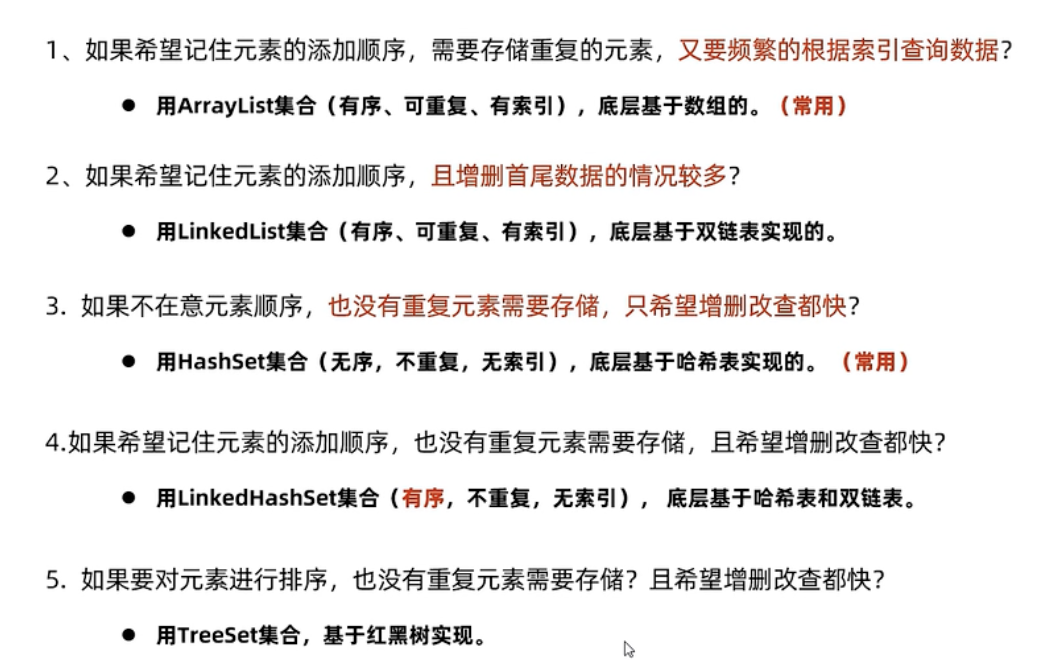 1、如果希望记住元素的添加顺序，需要存储重复的元素，又要频繁的根据索引查询数据？
● 用ArrayList集合（有序、可重复、有索引），底层基于数组的。（常用）
2、如果希望记住元素的添加顺序，且增删首尾数据的情况较多？
● 用LinkedList集合（有序、可重复、有索引），底层基于双链表实现的。
3. 如果不在意元素顺序，也没有重复元素需要存储，只希望增删改查都快？
● 用HashSet集合（无序，不重复，无索引），底层基于哈希表实现的。（常用）
4.如果希望记住元素的添加顺序，也没有重复元素需要存储，且希望增删改查都快？
● 用LinkedHashSet集合（有序，不重复，无索引）， 底层基于哈希表和双链表。
5. 如果要对元素进行排序，也没有重复元素需要存储？且希望增删改查都快？
● 用TreeSet集合，基于红黑树实现。